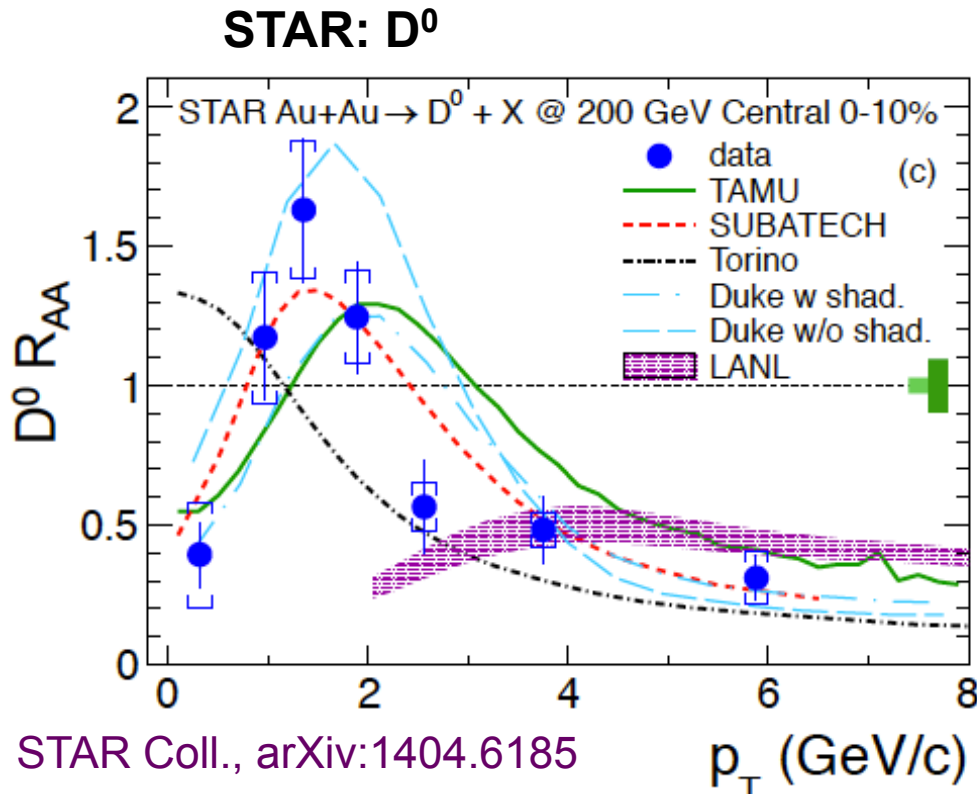 STAR: D⁰
STAR Au+Au → D⁰ + X @ 200 GeV Central 0-10%
data
(c)
TAMU
SUBATECH
Torino
Duke w shad.
Duke w/o shad.
LANL
D⁰ R_AA
2
1.5
1
0.5
0
0 2 4 6 8
p_T (GeV/c)
STAR Coll., arXiv:1404.6185